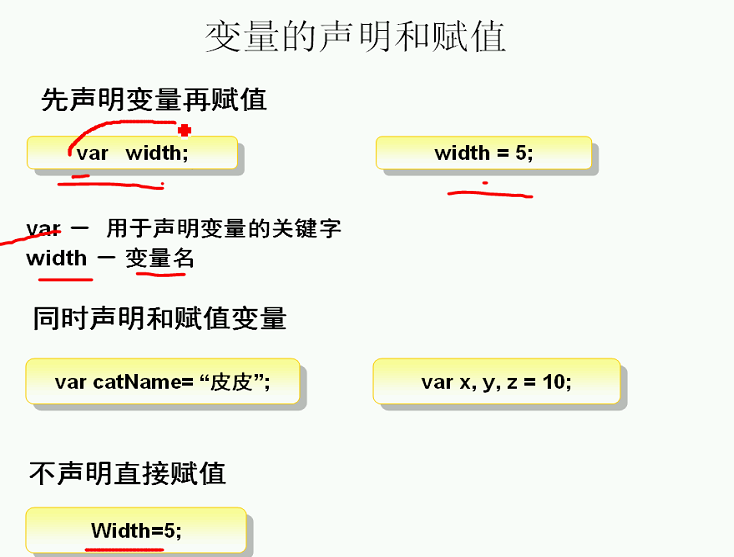 变量的声明和赋值
先声明变量再赋值
var width;
width = 5;
var － 用于声明变量的关键字
width － 变量名
同时声明和赋值变量
var catName= “皮皮”;
var x, y, z = 10;
不声明直接赋值
Width=5;